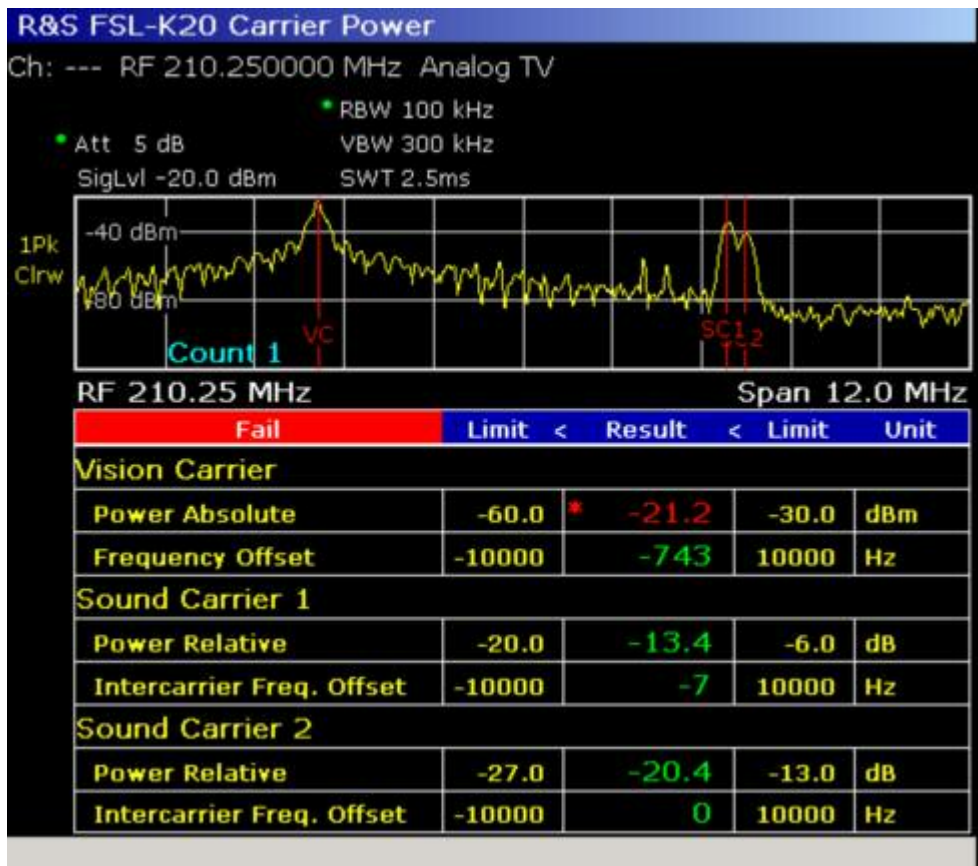 R&S FSL-K20 Carrier Power
Ch: --- RF 210.250000 MHz Analog TV
* RBW 100 kHz
* Att 5 dB VBW 300 kHz
SigLvl -20.0 dBm SWT 2.5ms
-40 dBm
1Pk
Clrw
-80 dBm
VC
SC1
Count 1
RF 210.25 MHz Span 12.0 MHz
Fail Limit < Result < Limit Unit
Vision Carrier
Power Absolute -60.0 * -21.2 -30.0 dBm
Frequency Offset -10000 -743 10000 Hz
Sound Carrier 1
Power Relative -20.0 -13.4 -6.0 dB
Intercarrier Freq. Offset -10000 -7 10000 Hz
Sound Carrier 2
Power Relative -27.0 -20.4 -13.0 dB
Intercarrier Freq. Offset -10000 0 10000 Hz